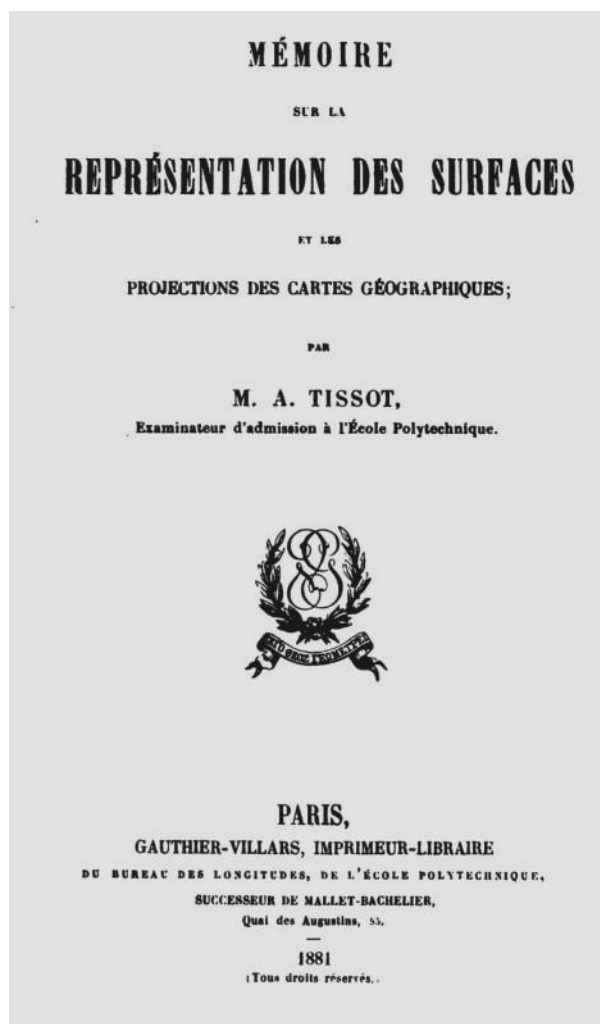 MÉMOIRE
SUR LA
REPRÉSENTATION DES SURFACES
ET LES
PROJECTIONS DES CARTES GÉOGRAPHIQUES;
PAR
M. A. TISSOT,
Examinateur d'admission à l'École Polytechnique.
PARIS,
GAUTHIER-VILLARS, IMPRIMEUR-LIBRAIRE
DU BUREAU DES LONGITUDES, DE L'ÉCOLE POLYTECHNIQUE,
SUCCESSEUR DE MALLET-BACHELIER,
Quai des Augustins, 55.
1881
(Tous droits réservés.